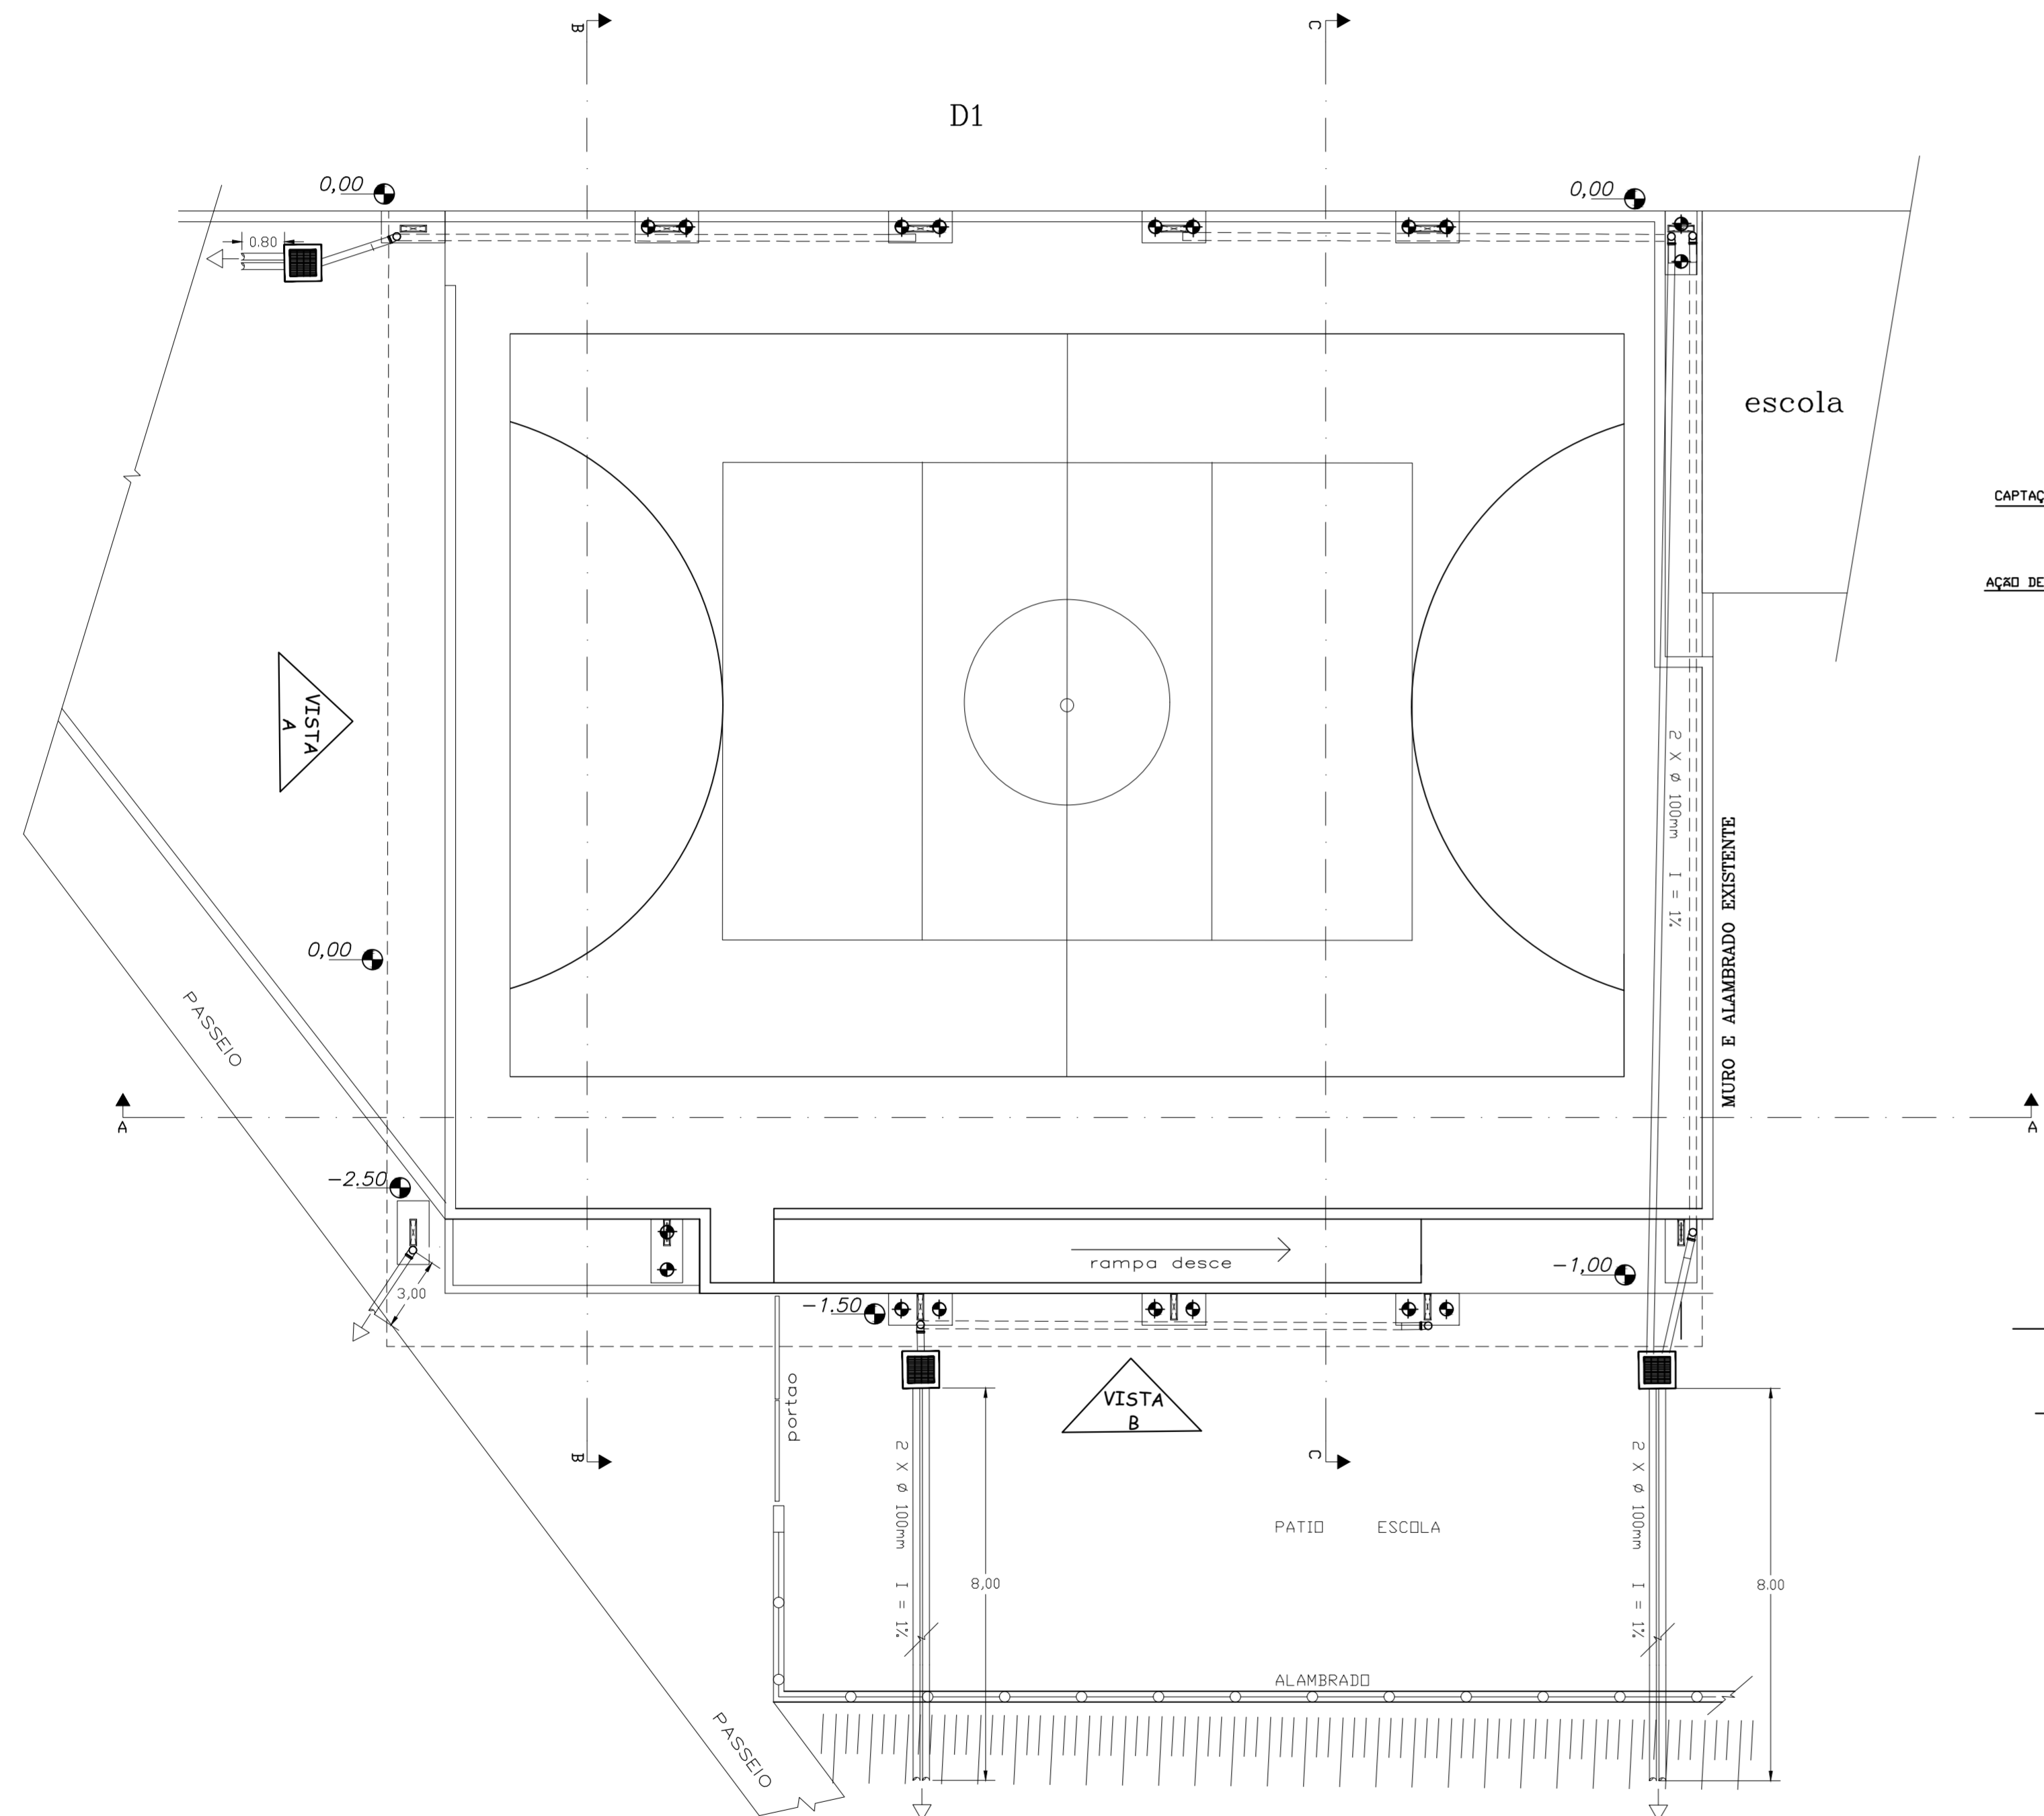 B
C
D1
0,00
0,00
0.80
escola
CAPTAÇ
AÇÃO DE
VISTA
A
2 X ø 100mm I = 1%
MURO E ALAMBRADO EXISTENTE
0,00
PASSEIO
A
A
-2.50
rampa desce
-1,00
3,00
-1.50
portao
VISTA
B
B
C
2 X ø 100mm I = 1%
2 X ø 100mm I = 1%
PATIO ESCOLA
8,00
8.00
ALAMBRADO
PASSEIO